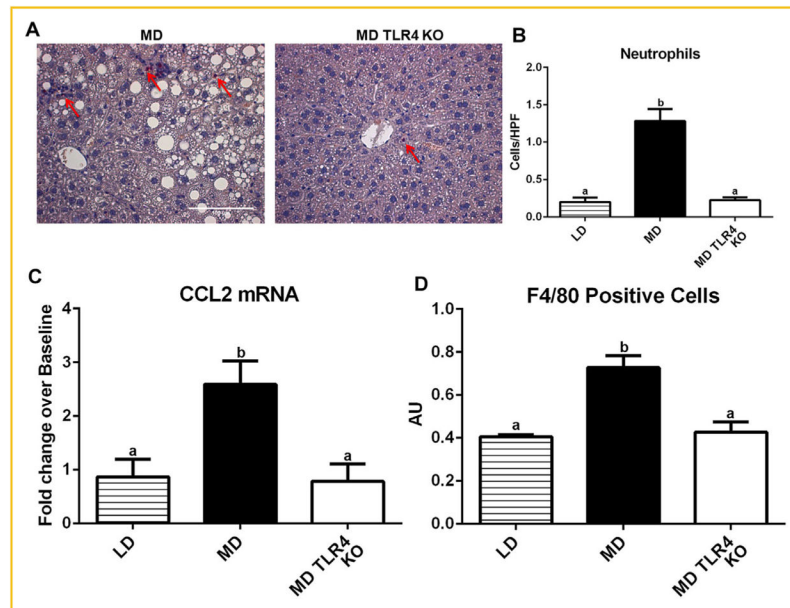 A
MD
MD TLR4 KO
B
Neutrophils
Cells/HPF
2.0
1.5
1.0
0.5
0.0
a
b
a
LD
MD
MD TLR4
KO
C
CCL2 mRNA
Fold change over Baseline
4
3
2
1
0
a
b
a
LD
MD
MD TLR4
KO
D
F4/80 Positive Cells
AU
1.0
0.8
0.6
0.4
0.2
0.0
a
b
a
LD
MD
MD TLR4
KO